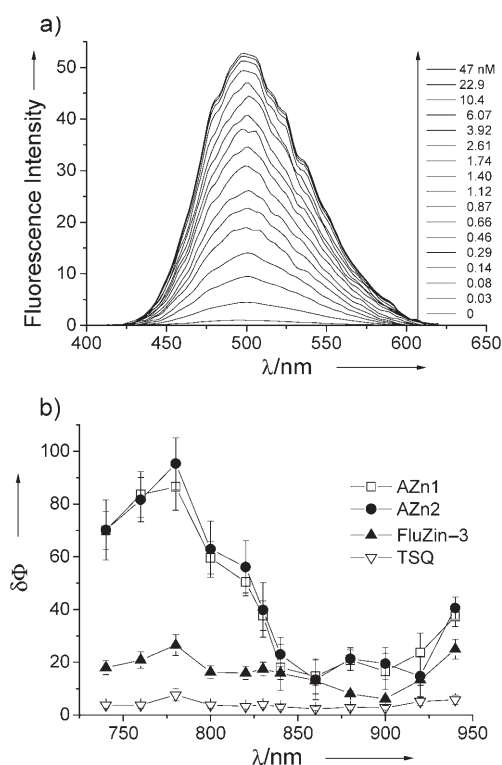 a)
Fluorescence Intensity
50
40
30
20
10
0
47 nM
22.9
10.4
6.07
3.92
2.61
1.74
1.40
1.12
0.87
0.66
0.46
0.29
0.14
0.08
0.03
0
400 450 500 550 600 650
λ/nm
b)
δΦ
100
80
60
40
20
0
AZn1
AZn2
FluZin–3
TSQ
750 800 850 900 950
λ/nm